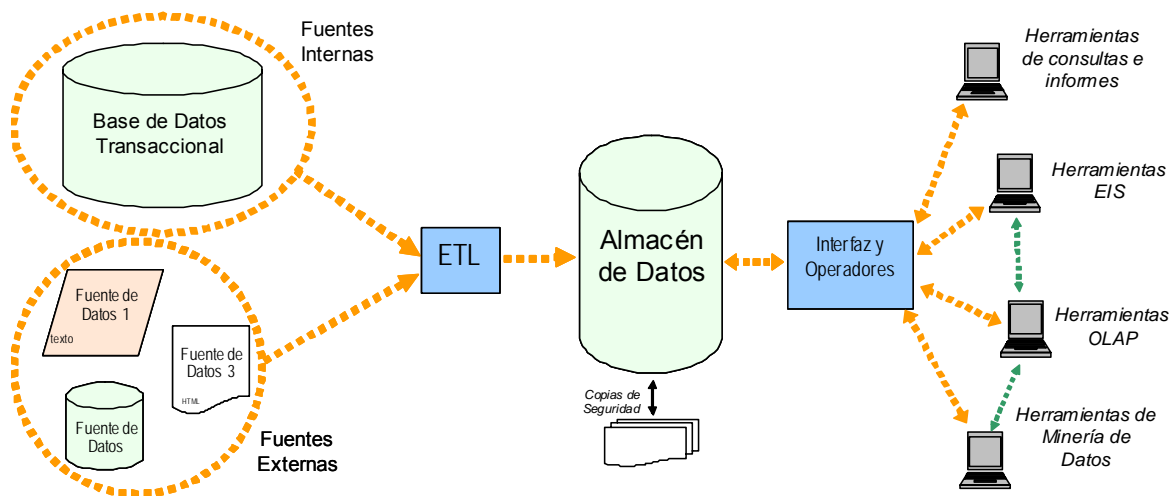 Fuentes
Internas
Base de Datos
Transaccional
Fuente de
Datos 1
texto
Fuente de
Datos 3
HTML
Fuente de
Datos
Fuentes
Externas
ETL
Almacén
de Datos
Copias de
Seguridad
Interfaz y
Operadores
Herramientas
de consultas e
informes
Herramientas
EIS
Herramientas
OLAP
Herramientas de
Minería de
Datos